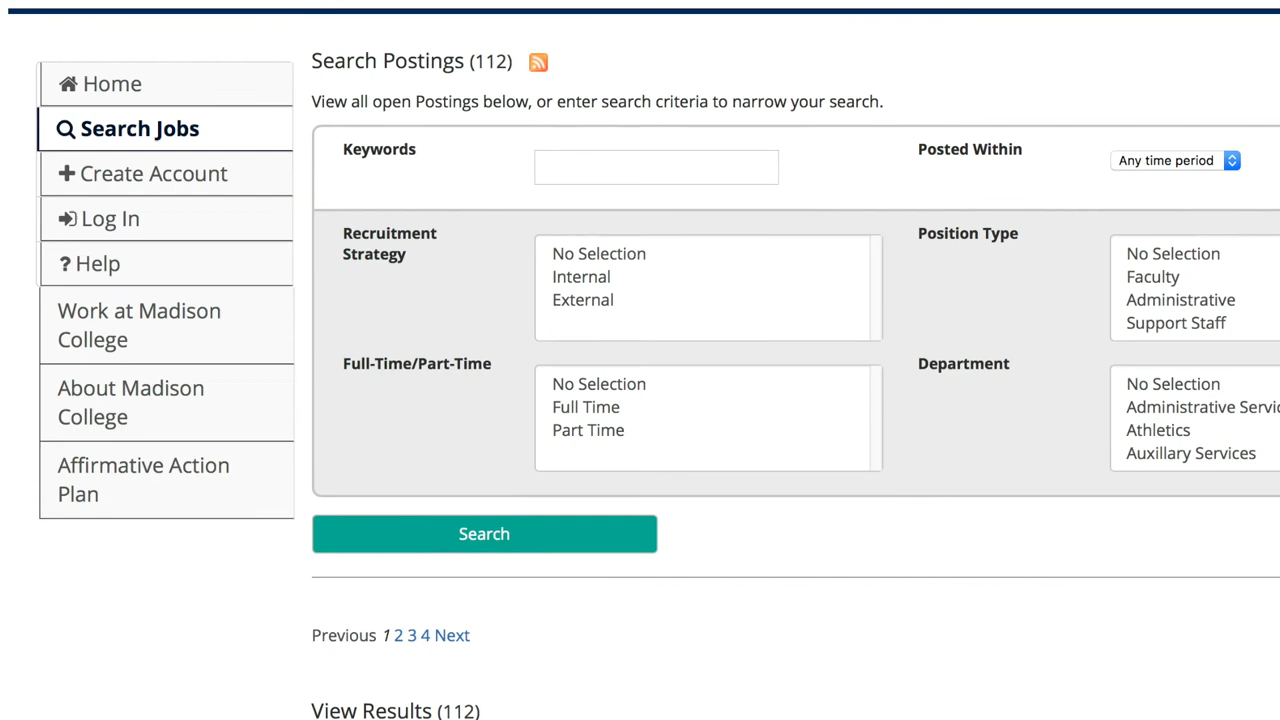 Home
Search Jobs
Create Account
Log In
? Help
Work at Madison
College
About Madison
College
Affirmative Action
Plan
Search Postings (112)
View all open Postings below, or enter search criteria to narrow your search.
Keywords
Posted Within
Any time period
Recruitment
Strategy
No Selection
Internal
External
Position Type
No Selection
Faculty
Administrative
Support Staff
Full-Time/Part-Time
No Selection
Full Time
Part Time
Department
No Selection
Administrative Servic
Athletics
Auxillary Services
Search
Previous 1 2 3 4 Next
View Results (112)